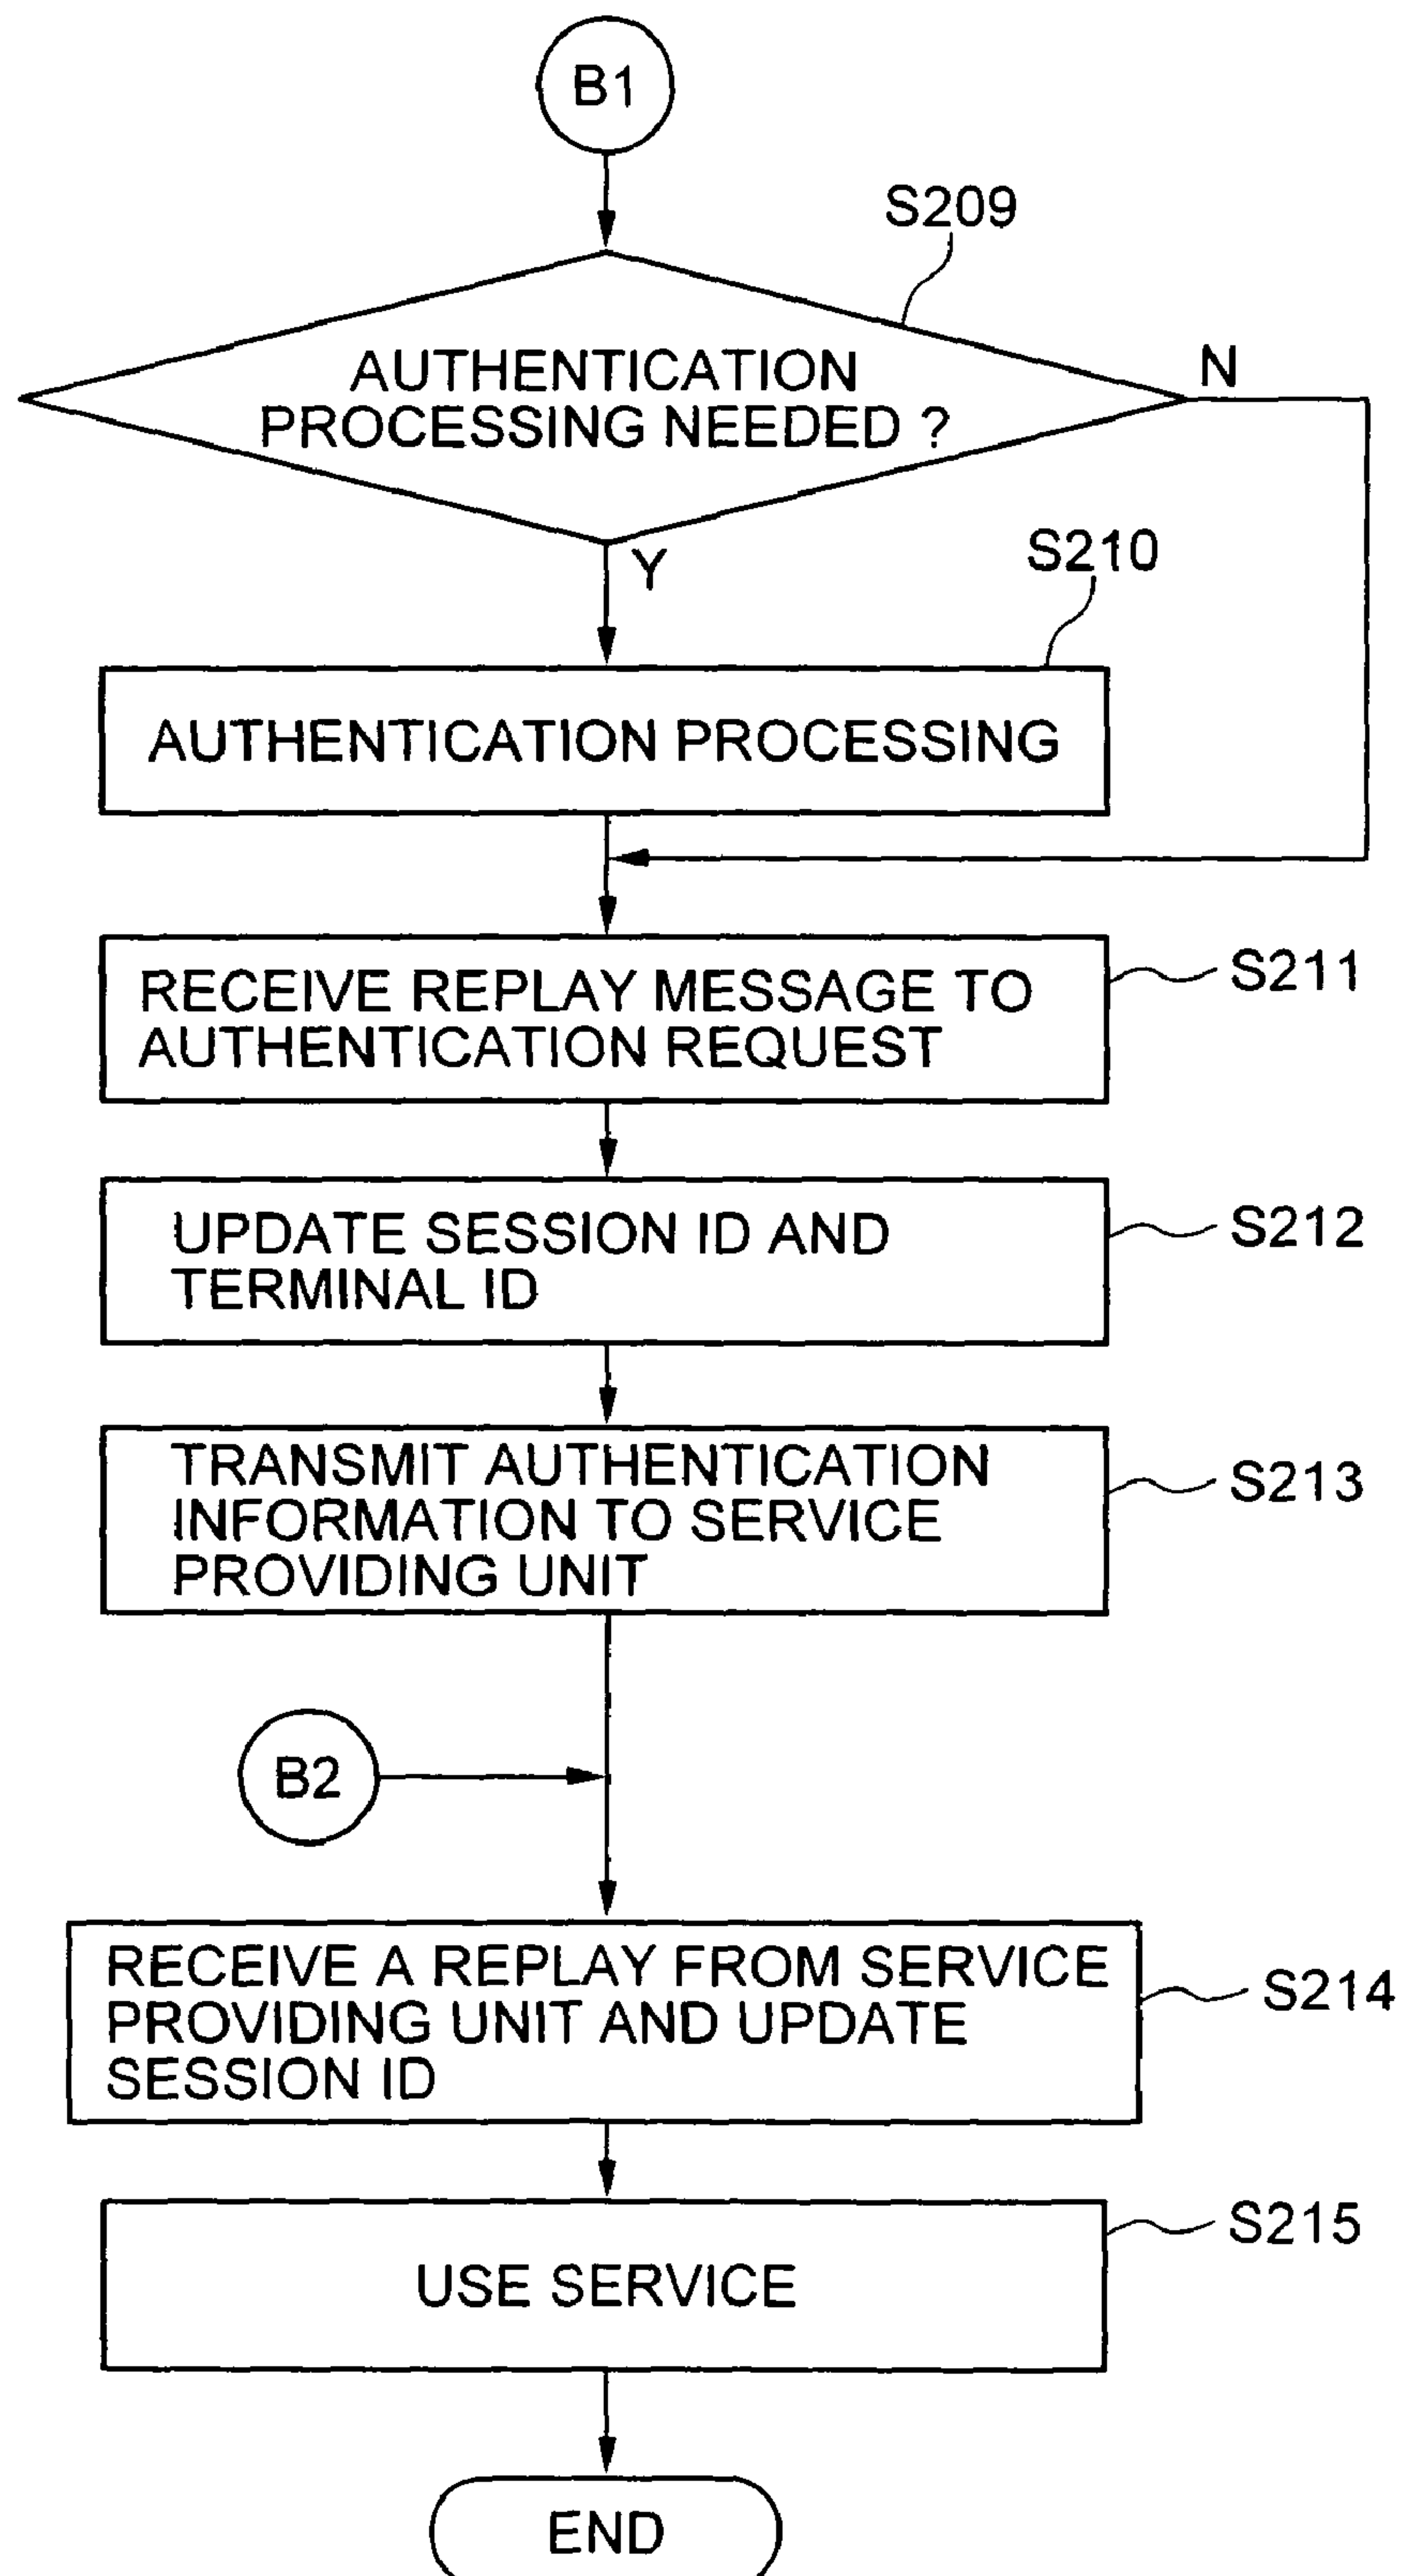 B1
S209
AUTHENTICATION
PROCESSING NEEDED ?
N
Y
S210
AUTHENTICATION PROCESSING
RECEIVE REPLAY MESSAGE TO
AUTHENTICATION REQUEST
S211
UPDATE SESSION ID AND
TERMINAL ID
S212
TRANSMIT AUTHENTICATION
INFORMATION TO SERVICE
PROVIDING UNIT
S213
B2
RECEIVE A REPLAY FROM SERVICE
PROVIDING UNIT AND UPDATE
SESSION ID
S214
USE SERVICE
S215
END